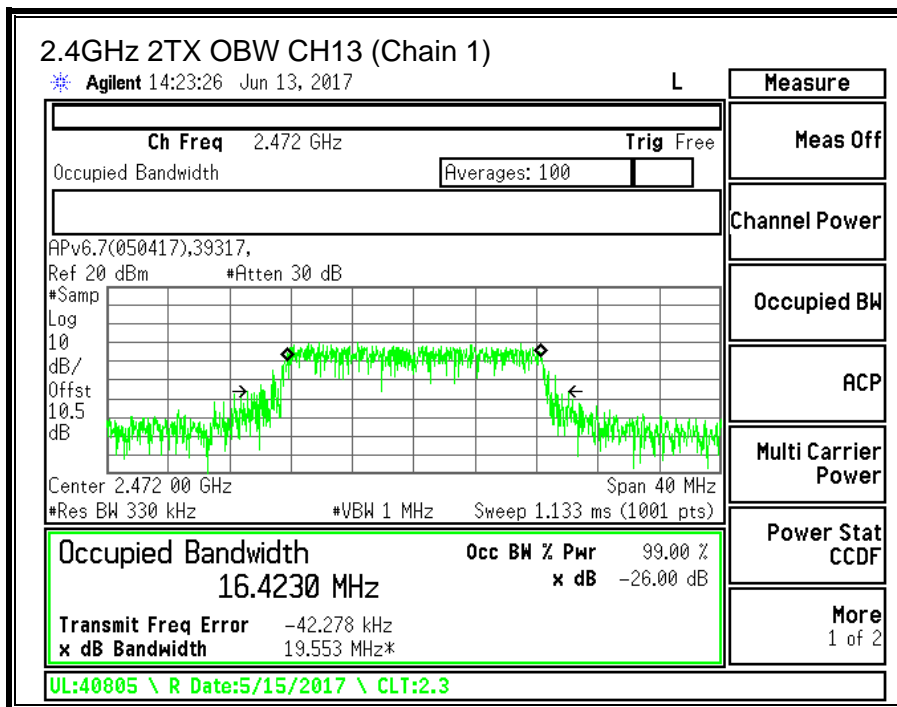 2.4GHz 2TX OBW CH13 (Chain 1)
Agilent 14:23:26 Jun 13, 2017 L
Measure
Ch Freq 2.472 GHz Trig Free
Occupied Bandwidth Averages: 100
Meas Off
Channel Power
APv6.7(050417),39317,
Ref 20 dBm #Atten 30 dB
#Samp
Log
10
dB/
Offst
10.5
dB
Occupied BW
ACP
Multi Carrier
Power
Center 2.472 00 GHz Span 40 MHz
#Res BW 330 kHz #VBW 1 MHz Sweep 1.133 ms (1001 pts)
Occupied Bandwidth Occ BW % Pwr 99.00 %
16.4230 MHz x dB -26.00 dB
Transmit Freq Error -42.278 kHz
x dB Bandwidth 19.553 MHz*
Power Stat
CCDF
More
1 of 2
UL:40805 \ R Date:5/15/2017 \ CLT:2.3